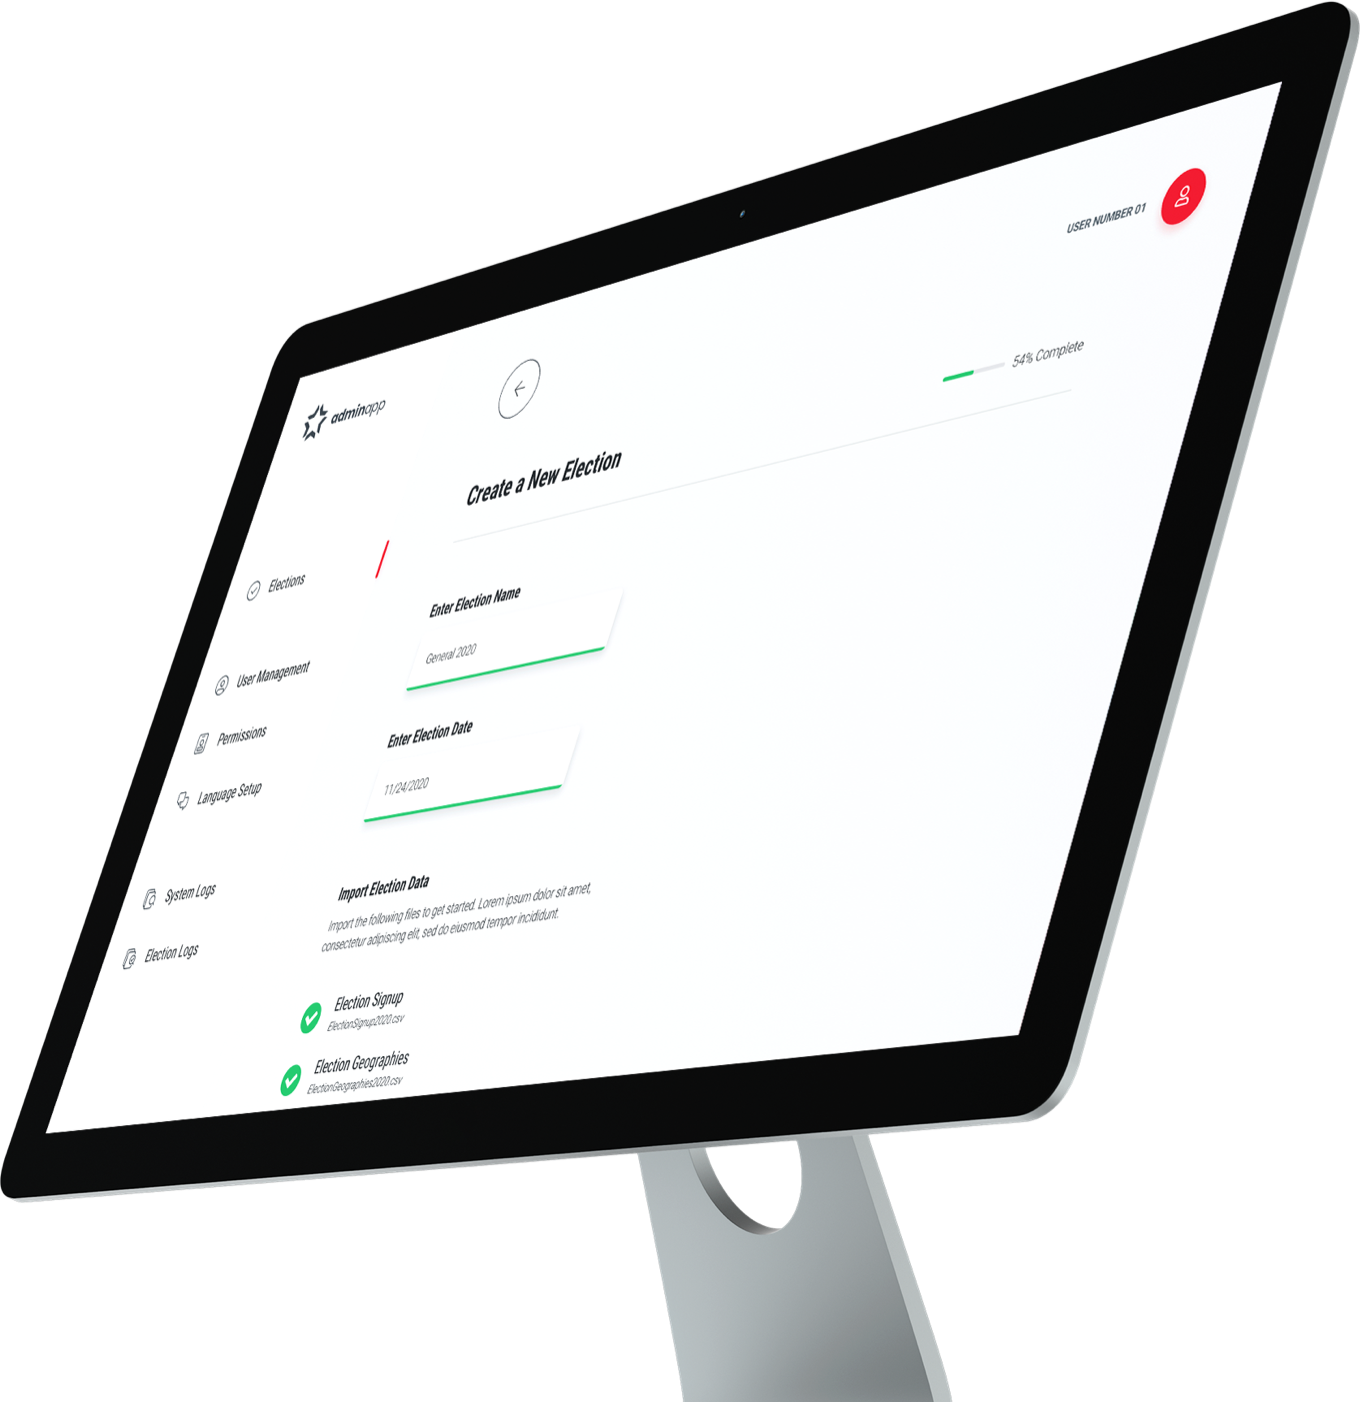 USER NUMBER 01
54% Complete
adminapp
Create a New Election
Elections
User Management
Permissions
Language Setup
System Logs
Election Logs
Enter Election Name
General 2020
Enter Election Date
11/24/2020
Import Election Data
Import the following files to get started. Lorem ipsum dolor sit amet,
consectetur adipiscing elit, sed do eiusmod tempor incididunt.
Election Signup
ElectionSignup2020.csv
Election Geographies
ElectionGeographies2020.csv